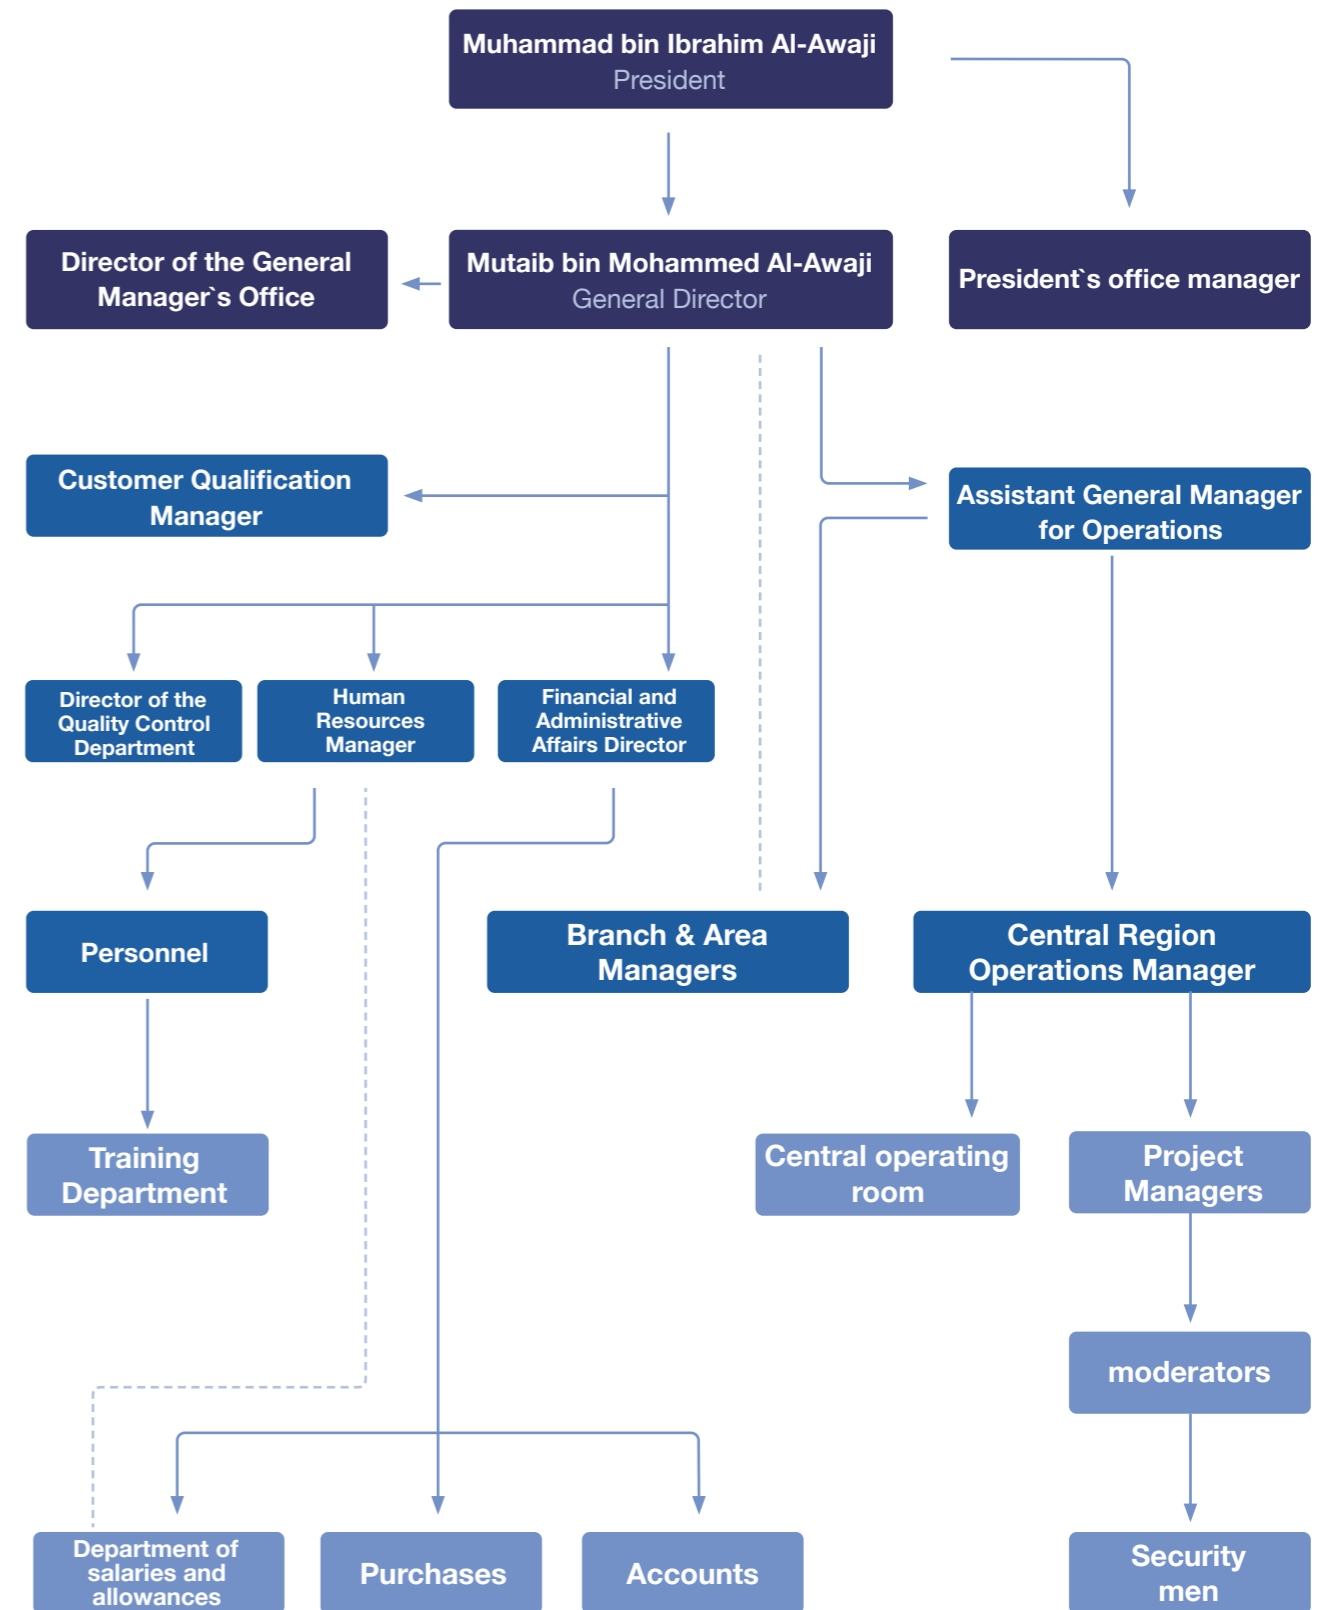 Muhammad bin Ibrahim Al-Awaji
President
Director of the General
Manager`s Office
Mutaib bin Mohammed Al-Awaji
General Director
President`s office manager
Customer Qualification
Manager
Assistant General Manager
for Operations
Director of the
Quality Control
Department
Human
Resources
Manager
Financial and
Administrative
Affairs Director
Personnel
Branch & Area
Managers
Central Region
Operations Manager
Training
Department
Central operating
room
Project
Managers
moderators
Department of
salaries and
allowances
Purchases
Accounts
Security
men